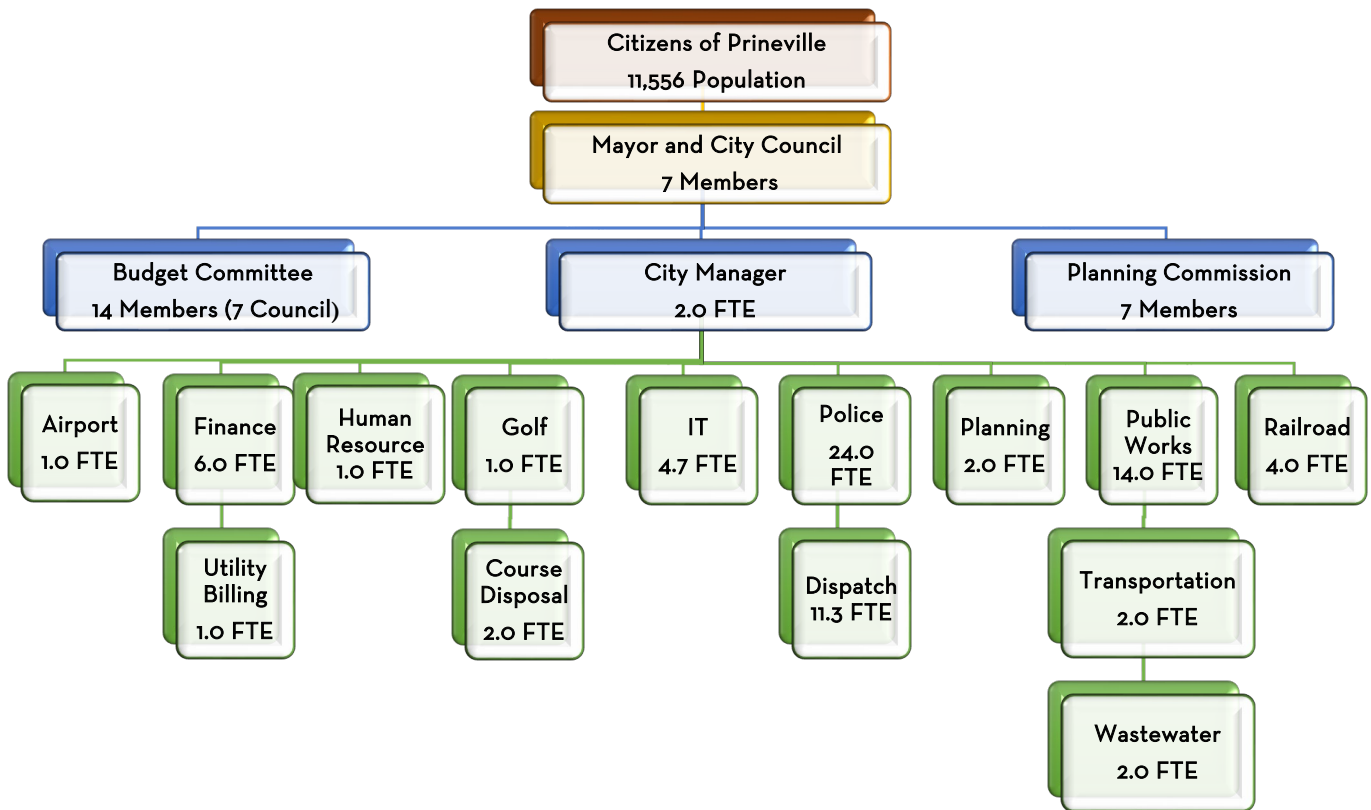 Citizens of Prineville
11,556 Population
Mayor and City Council
7 Members
Budget Committee
14 Members (7 Council)
City Manager
2.0 FTE
Planning Commission
7 Members
Airport
1.0 FTE
Finance
6.0 FTE
Human
Resource
1.0 FTE
Golf
1.0 FTE
IT
4.7 FTE
Police
24.0
FTE
Planning
2.0 FTE
Public
Works
14.0 FTE
Railroad
4.0 FTE
Utility
Billing
1.0 FTE
Course
Disposal
2.0 FTE
Dispatch
11.3 FTE
Transportation
2.0 FTE
Wastewater
2.0 FTE